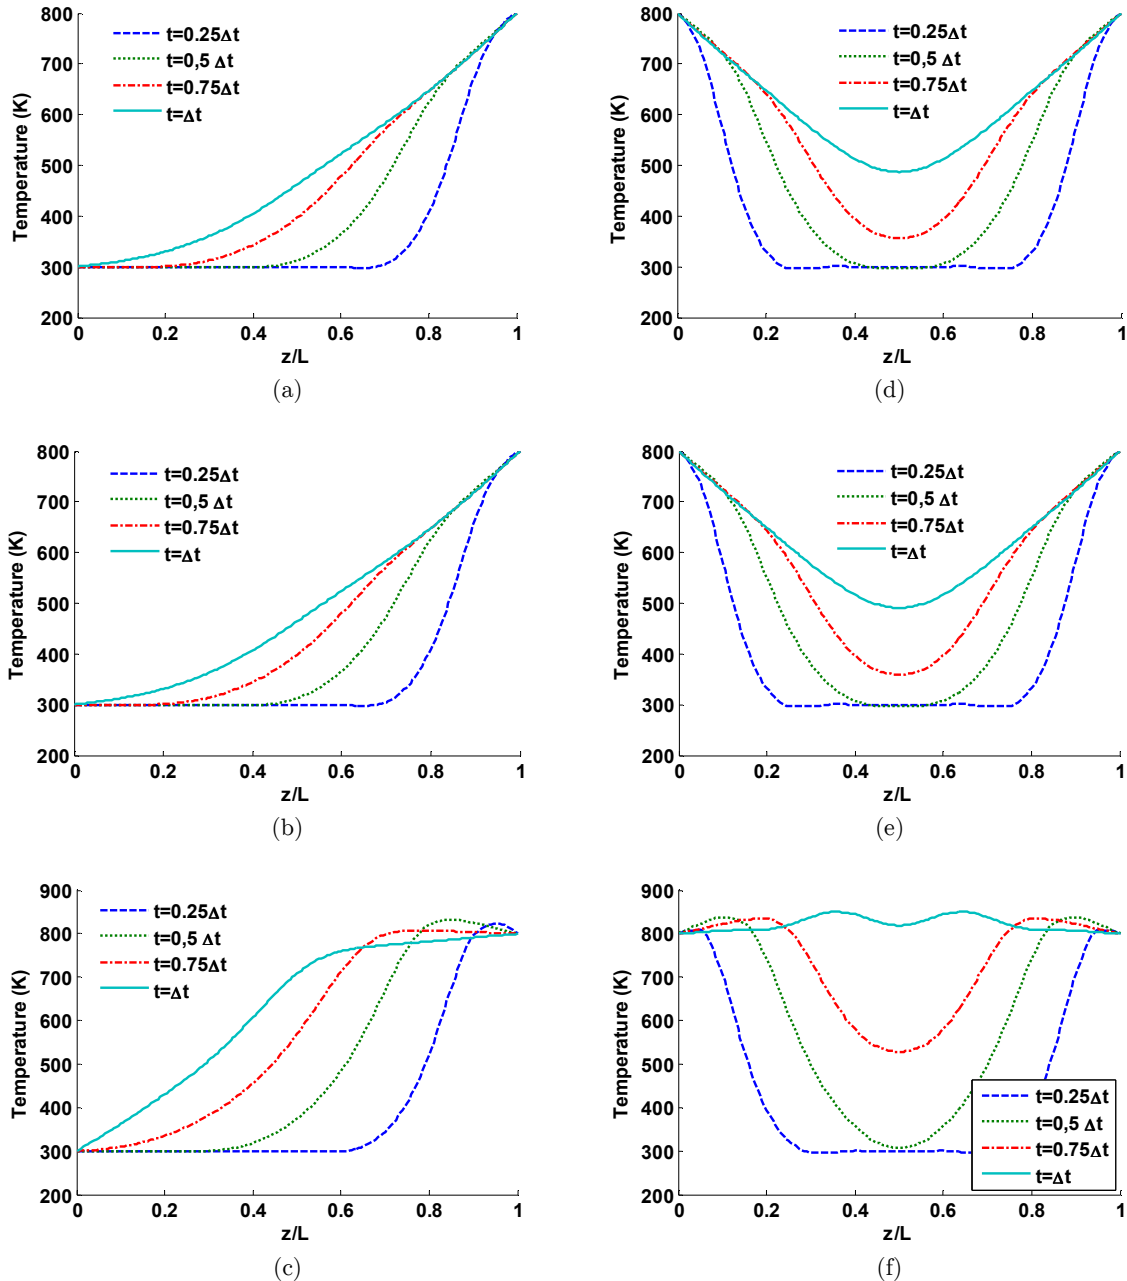 800
700
600
500
400
300
200
Temperature (K)
t=0.25Δt
t=0,5 Δt
t=0.75Δt
t=Δt
0
0.2
0.4
0.6
0.8
1
z/L
(a)
800
700
600
500
400
300
200
Temperature (K)
t=0.25Δt
t=0,5 Δt
t=0.75Δt
t=Δt
0
0.2
0.4
0.6
0.8
1
z/L
(d)
800
700
600
500
400
300
200
Temperature (K)
t=0.25Δt
t=0,5 Δt
t=0.75Δt
t=Δt
0
0.2
0.4
0.6
0.8
1
z/L
(b)
800
700
600
500
400
300
200
Temperature (K)
t=0.25Δt
t=0,5 Δt
t=0.75Δt
t=Δt
0
0.2
0.4
0.6
0.8
1
z/L
(e)
900
800
700
600
500
400
300
200
Temperature (K)
t=0.25Δt
t=0,5 Δt
t=0.75Δt
t=Δt
0
0.2
0.4
0.6
0.8
1
z/L
(c)
900
800
700
600
500
400
300
200
Temperature (K)
t=0.25Δt
t=0,5 Δt
t=0.75Δt
t=Δt
0
0.2
0.4
0.6
0.8
1
z/L
(f)